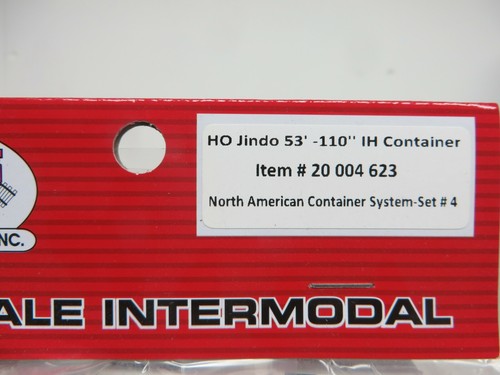 HO Jindo 53' -110'' IH Container
Item # 20 004 623
North American Container System-Set # 4
INC.
ALE INTERMODAL